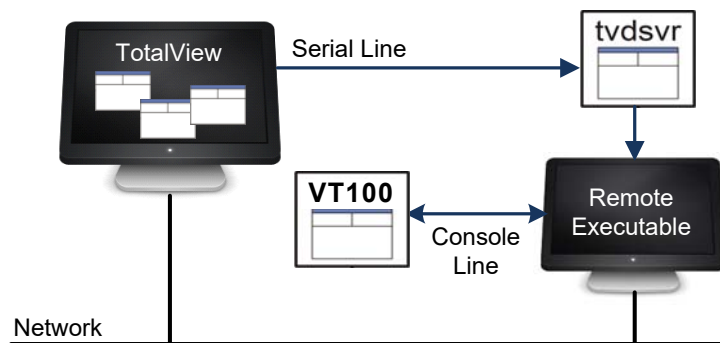 TotalView
Serial Line
tvdsvr
VT100
Console
Line
Remote
Executable
Network